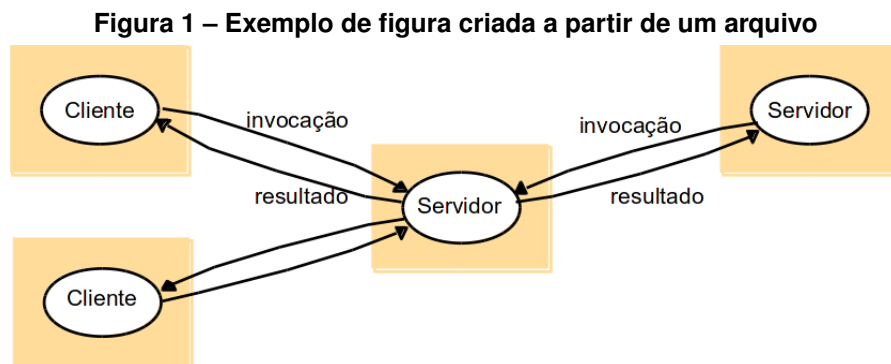 Figura 1 – Exemplo de figura criada a partir de um arquivo
Cliente
invocação
resultado
Servidor
invocação
resultado
Servidor
Cliente